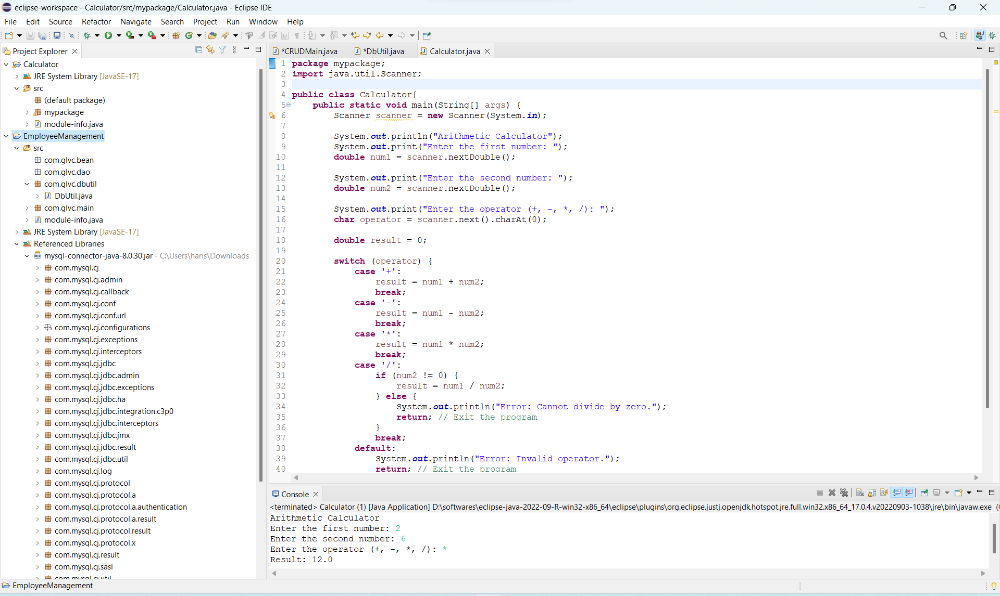 eclipse-workspace - Calculator/src/mypackage/Calculator.java - Eclipse IDE
File Edit Source Refactor Navigate Search Project Run Window Help
Project Explorer
Calculator
JRE System Library [JavaSE-17]
src
(default package)
mypackage
module-info.java
EmployeeManagement
src
com.glvc.bean
com.glvc.dao
com.glvc.dbutil
DbUtil.java
com.glvc.main
module-info.java
JRE System Library [JavaSE-17]
Referenced Libraries
mysql-connector-java-8.0.30.jar - C:\Users\haris\Downloads
com.mysql.cj
com.mysql.cj.admin
com.mysql.cj.callback
com.mysql.cj.conf
com.mysql.cj.conf.url
com.mysql.cj.configurations
com.mysql.cj.exceptions
com.mysql.cj.interceptors
com.mysql.cj.jdbc
com.mysql.cj.jdbc.admin
com.mysql.cj.jdbc.exceptions
com.mysql.cj.jdbc.ha
com.mysql.cj.jdbc.integration.c3p0
com.mysql.cj.jdbc.interceptors
com.mysql.cj.jdbc.jmx
com.mysql.cj.jdbc.result
com.mysql.cj.jdbc.util
com.mysql.cj.log
com.mysql.cj.protocol
com.mysql.cj.protocol.a
com.mysql.cj.protocol.a.authentication
com.mysql.cj.protocol.a.result
com.mysql.cj.protocol.result
com.mysql.cj.protocol.x
com.mysql.cj.result
com.mysql.cj.sasl
com.mysql.cj.util
*CRUDMain.java *DbUtil.java Calculator.java
1 package mypackage;
2 import java.util.Scanner;
3
4 public class Calculator{
5 public static void main(String[] args) {
6 Scanner scanner = new Scanner(System.in);
7
8 System.out.println("Arithmetic Calculator");
9 System.out.print("Enter the first number: ");
10 double num1 = scanner.nextDouble();
11
12 System.out.print("Enter the second number: ");
13 double num2 = scanner.nextDouble();
14
15 System.out.print("Enter the operator (+, -, *, /): ");
16 char operator = scanner.next().charAt(0);
17
18 double result = 0;
19
20 switch (operator) {
21 case '+':
22 result = num1 + num2;
23 break;
24 case '-':
25 result = num1 - num2;
26 break;
27 case '*':
28 result = num1 * num2;
29 break;
30 case '/':
31 if (num2 != 0) {
32 result = num1 / num2;
33 } else {
34 System.out.println("Error: Cannot divide by zero.");
35 return; // Exit the program
36 }
37 break;
38 default:
39 System.out.println("Error: Invalid operator.");
40 return; // Exit the program
Console
<terminated> Calculator (1) [Java Application] D:\softwares\eclipse-java-2022-09-R-win32-x86_64\eclipse\plugins\org.eclipse.justj.openjdk.hotspot.jre.full.win32.x86_64_17.0.4.v20220903-1038\jre\bin\javaw.exe
Arithmetic Calculator
Enter the first number: 2
Enter the second number: 6
Enter the operator (+, -, *, /): *
Result: 12.0
EmployeeManagement